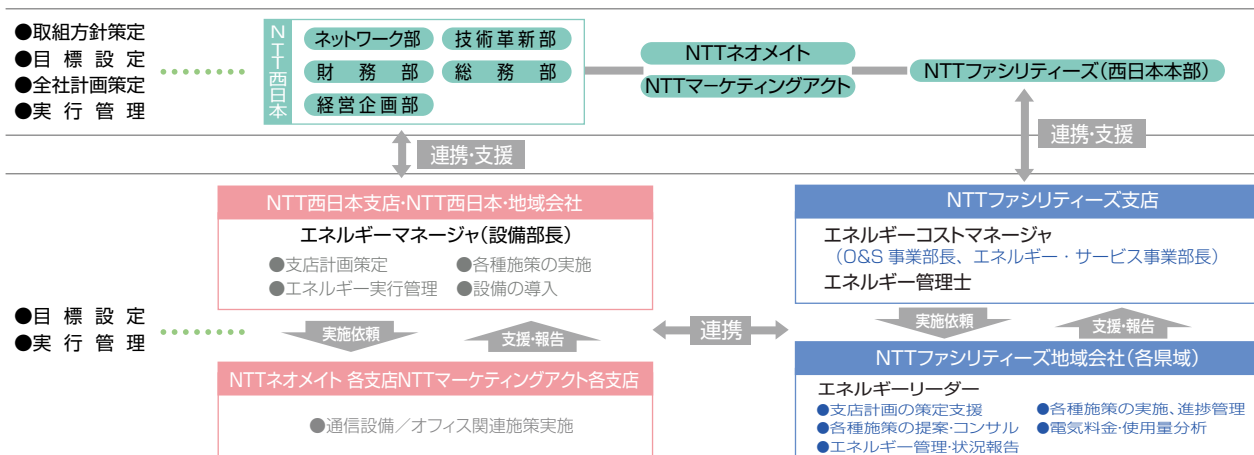 ●取組方針策定
●目標設定
●全社計画策定
●実行管理
NTT西日本
ネットワーク部
技術革新部
財務部
総務部
経営企画部
NTTネオメイト
NTTマーケティングアクト
NTTファシリティーズ(西日本本部)
連携・支援
連携・支援
NTT西日本支店・NTT西日本・地域会社
エネルギーマネージャ(設備部長)
●支店計画策定
●各種施策の実施
●エネルギー実行管理
●設備の導入
NTTファシリティーズ支店
エネルギーコストマネージャ
(O&S 事業部長、エネルギー・サービス事業部長)
エネルギー管理士
●目標設定
●実行管理
実施依頼
支援・報告
連携
実施依頼
支援・報告
NTTネオメイト 各支店NTTマーケティングアクト各支店
●通信設備/オフィス関連施策実施
NTTファシリティーズ地域会社(各県域)
エネルギーリーダー
●支店計画の策定支援
●各種施策の実施、進捗管理
●各種施策の提案・コンサル
●電気料金・使用量分析
●エネルギー管理・状況報告